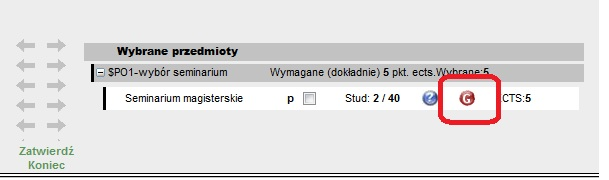 Wybrane przedmioty
$PO1-wybór seminarium Wymagane (dokładnie) 5 pkt. ects.Wybrane:5
Seminarium magisterskie p Stud: 2 / 40 ? G CTS:5
Zatwierdź
Koniec